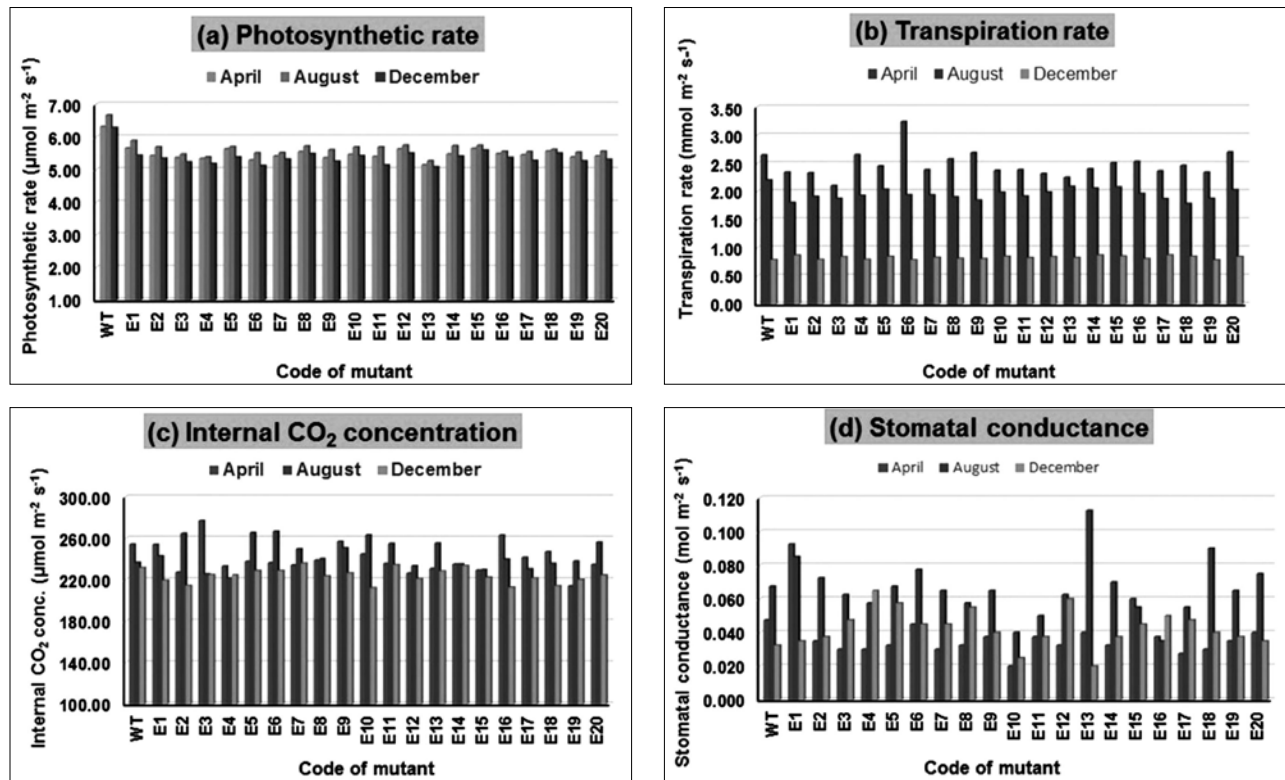 (a) Photosynthetic rate
April August December
Photosynthetic rate (µmol m⁻² s⁻¹)
7.00
6.00
5.00
4.00
3.00
2.00
1.00
WT E1 E2 E3 E4 E5 E6 E7 E8 E9 E10 E11 E12 E13 E14 E15 E16 E17 E18 E19 E20
Code of mutant
(b) Transpiration rate
April August December
Transpiration rate (mmol m⁻² s-¹)
3.50
3.00
2.50
2.00
1.50
1.00
0.50
0.00
WT E1 E2 E3 E4 E5 E6 E7 E8 E9 E10 E11 E12 E13 E14 E15 E16 E17 E18 E19 E20
Code of mutant
(c) Internal CO₂ concentration
April August December
Internal CO₂ conc. (µmol m⁻² s⁻¹)
300.00
260.00
220.00
180.00
140.00
100.00
WT E1 E2 E3 E4 E5 E6 E7 E8 E9 E10 E11 E12 E13 E14 E15 E16 E17 E18 E19 E20
Code of mutant
(d) Stomatal conductance
April August December
Stomatal conductance (mol m⁻² s⁻¹)
0.120
0.100
0.080
0.060
0.040
0.020
0.000
WT E1 E2 E3 E4 E5 E6 E7 E8 E9 E10 E11 E12 E13 E14 E15 E16 E17 E18 E19 E20
Code of mutant